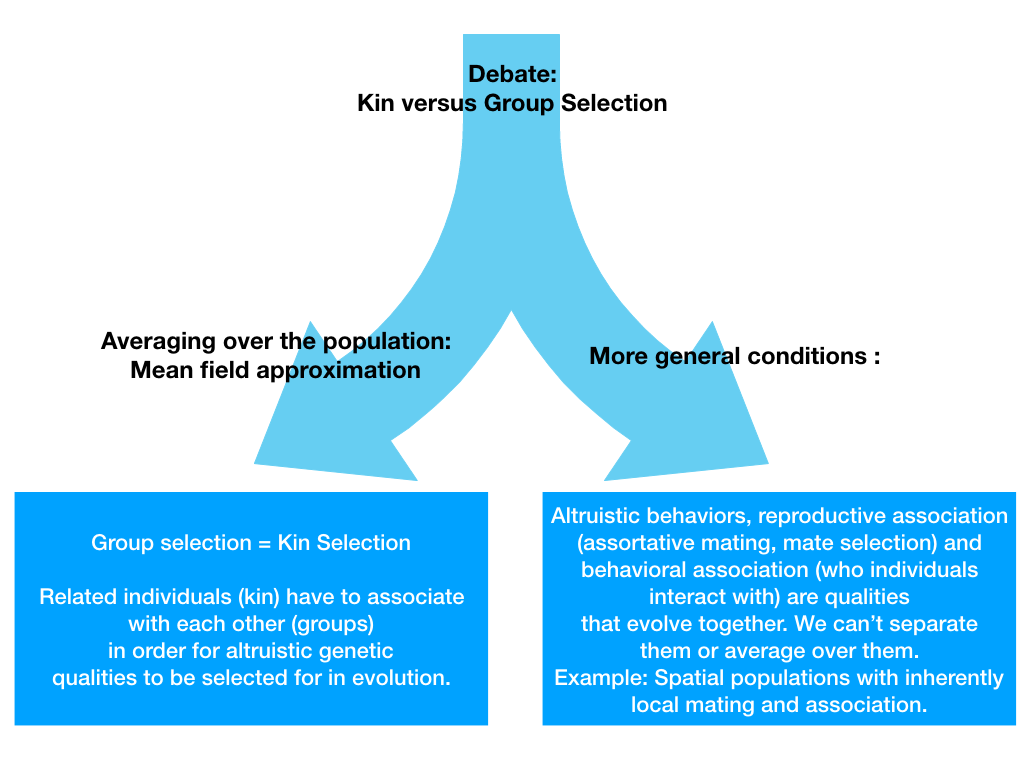 Debate:
Kin versus Group Selection
Averaging over the population:
Mean field approximation
More general conditions :
Group selection = Kin Selection
Related individuals (kin) have to associate
with each other (groups)
in order for altruistic genetic
qualities to be selected for in evolution.
Altruistic behaviors, reproductive association
(assortative mating, mate selection) and
behavioral association (who individuals
interact with) are qualities
that evolve together. We can’t separate
them or average over them.
Example: Spatial populations with inherently
local mating and association.